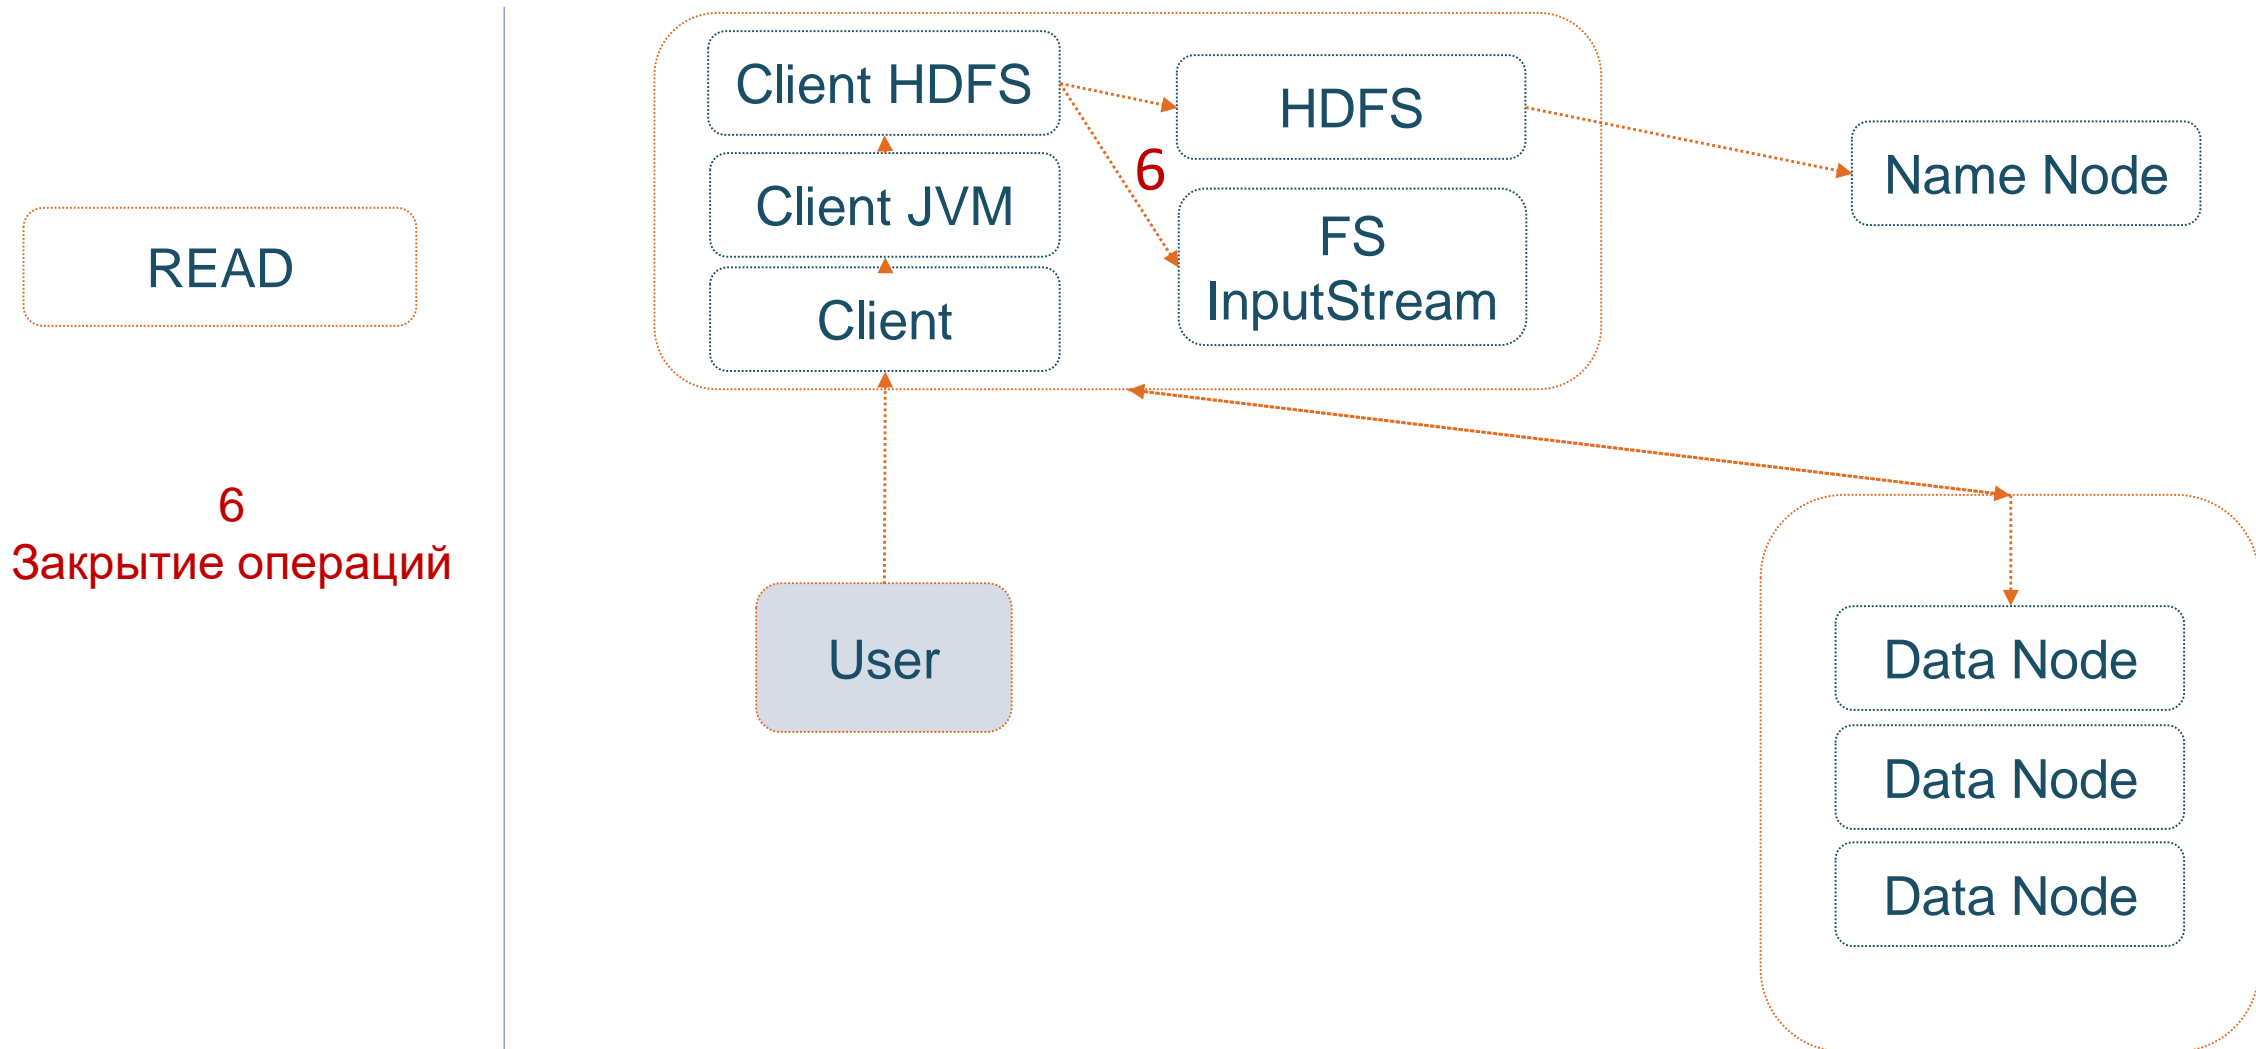 READ
6
Закрытие операций
Client HDFS
Client JVM
Client
HDFS
6
FS
InputStream
Name Node
User
Data Node
Data Node
Data Node